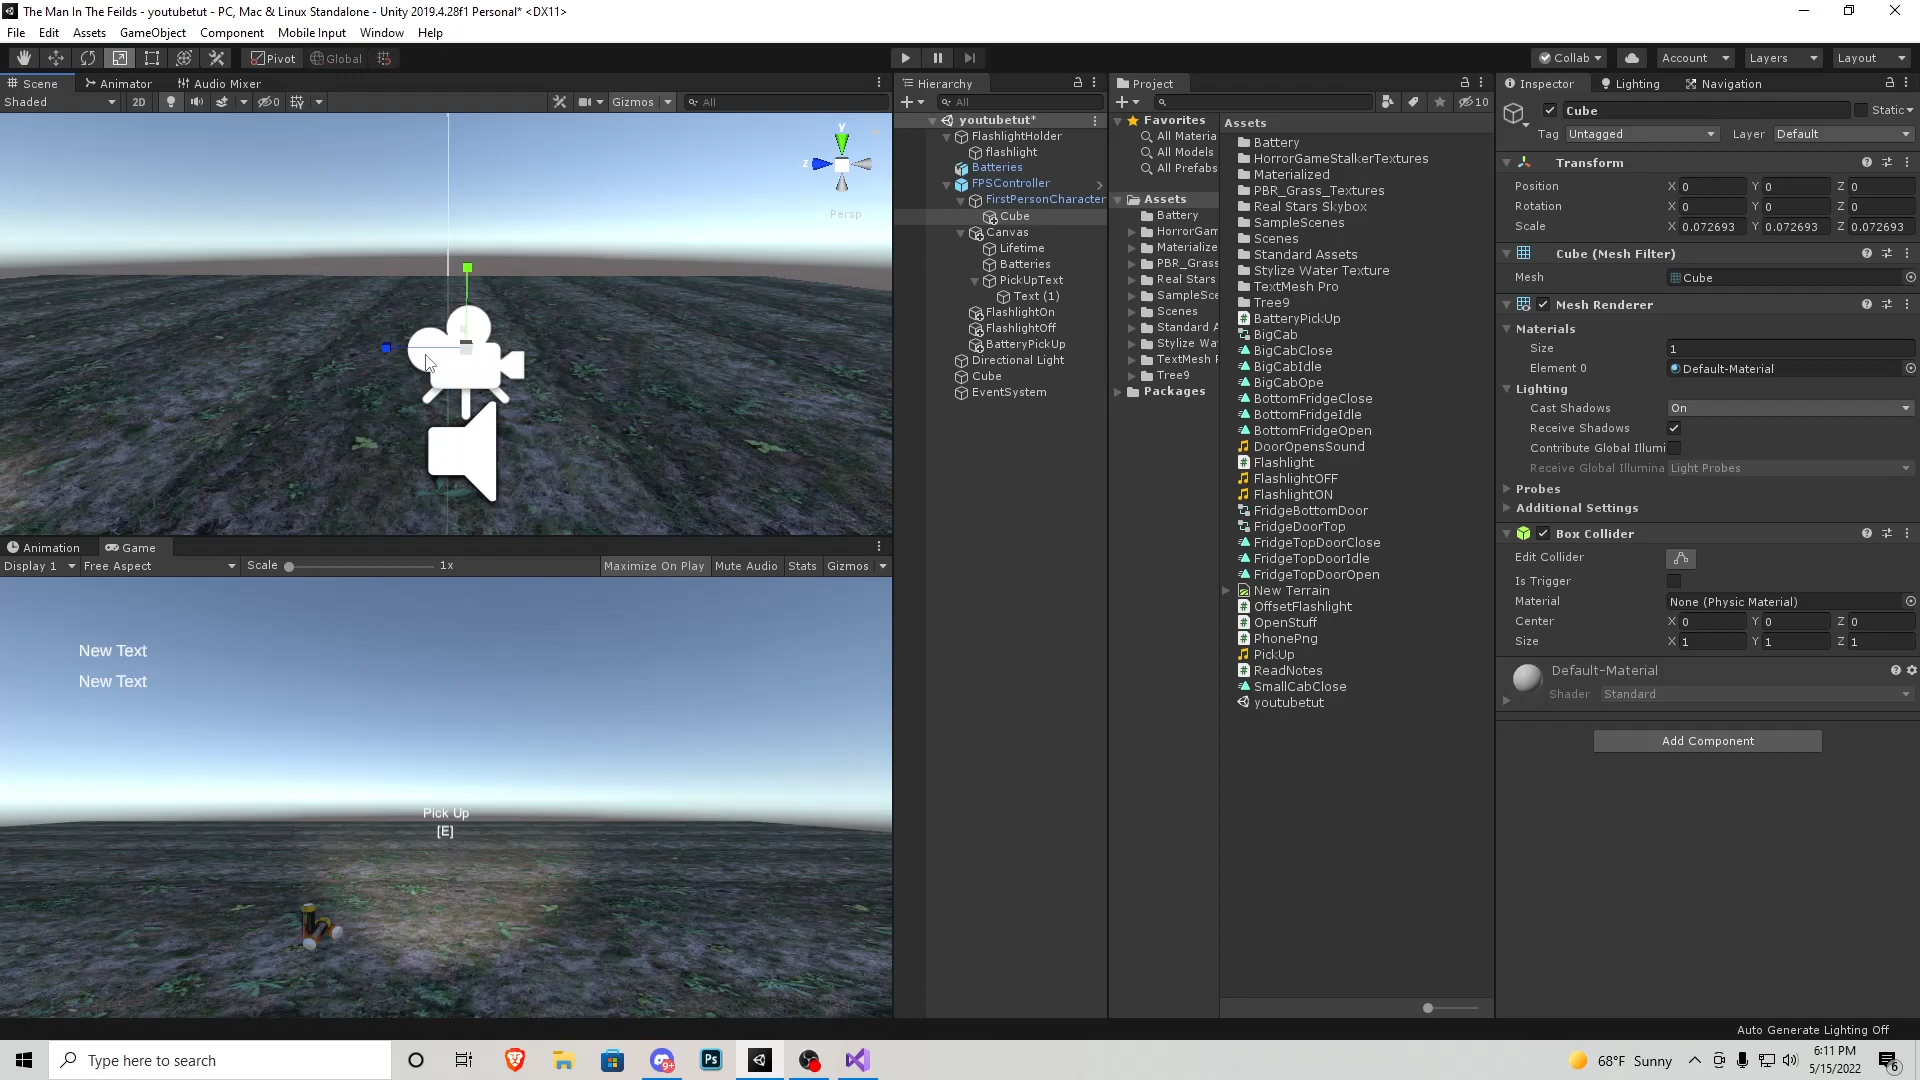 The Man In The Feilds - youtubetut - PC, Mac & Linux Standalone - Unity 2019.4.28f1 Personal* <DX11>
File Edit Assets GameObject Component Mobile Input Window Help
Pivot Global
Collab Account Layers Layout
Scene Animator Audio Mixer
Shaded 2D 0 Gizmos All
Y
Z
Persp
Animation Game
Display 1 Free Aspect Scale 1x Maximize On Play Mute Audio Stats Gizmos
New Text
New Text
Pick Up
[E]
Hierarchy
All
youtubetut*
FlashlightHolder
flashlight
Batteries
FPSController
FirstPersonCharacter
Cube
Canvas
Lifetime
Batteries
PickUpText
Text (1)
FlashlightOn
FlashlightOff
BatteryPickUp
Directional Light
Cube
EventSystem
Project
10
Favorites
All Materia
All Models
All Prefabs
Assets
Battery
HorrorGam
Materialize
PBR_Grass
Real Stars
SampleSce
Scenes
Standard A
Stylize Wa
TextMesh P
Tree9
Packages
Assets
Battery
HorrorGameStalkerTextures
Materialized
PBR_Grass_Textures
Real Stars Skybox
SampleScenes
Scenes
Standard Assets
Stylize Water Texture
TextMesh Pro
Tree9
BatteryPickUp
BigCab
BigCabClose
BigCabIdle
BigCabOpe
BottomFridgeClose
BottomFridgeIdle
BottomFridgeOpen
DoorOpensSound
Flashlight
FlashlightOFF
FlashlightON
FridgeBottomDoor
FridgeDoorTop
FridgeTopDoorClose
FridgeTopDoorIdle
FridgeTopDoorOpen
New Terrain
OffsetFlashlight
OpenStuff
PhonePng
PickUp
ReadNotes
SmallCabClose
youtubetut
Inspector Lighting Navigation
Cube Static
Tag Untagged Layer Default
Transform
Position X 0 Y 0 Z 0
Rotation X 0 Y 0 Z 0
Scale X 0.072693 Y 0.072693 Z 0.072693
Cube (Mesh Filter)
Mesh Cube
Mesh Renderer
Materials
Size 1
Element 0 Default-Material
Lighting
Cast Shadows On
Receive Shadows
Contribute Global Illumi
Receive Global Illumina Light Probes
Probes
Additional Settings
Box Collider
Edit Collider
Is Trigger
Material None (Physic Material)
Center X 0 Y 0 Z 0
Size X 1 Y 1 Z 1
Default-Material
Shader Standard
Add Component
Auto Generate Lighting Off
Type here to search
9+
Ps
68°F Sunny
6:11 PM
5/15/2022
6